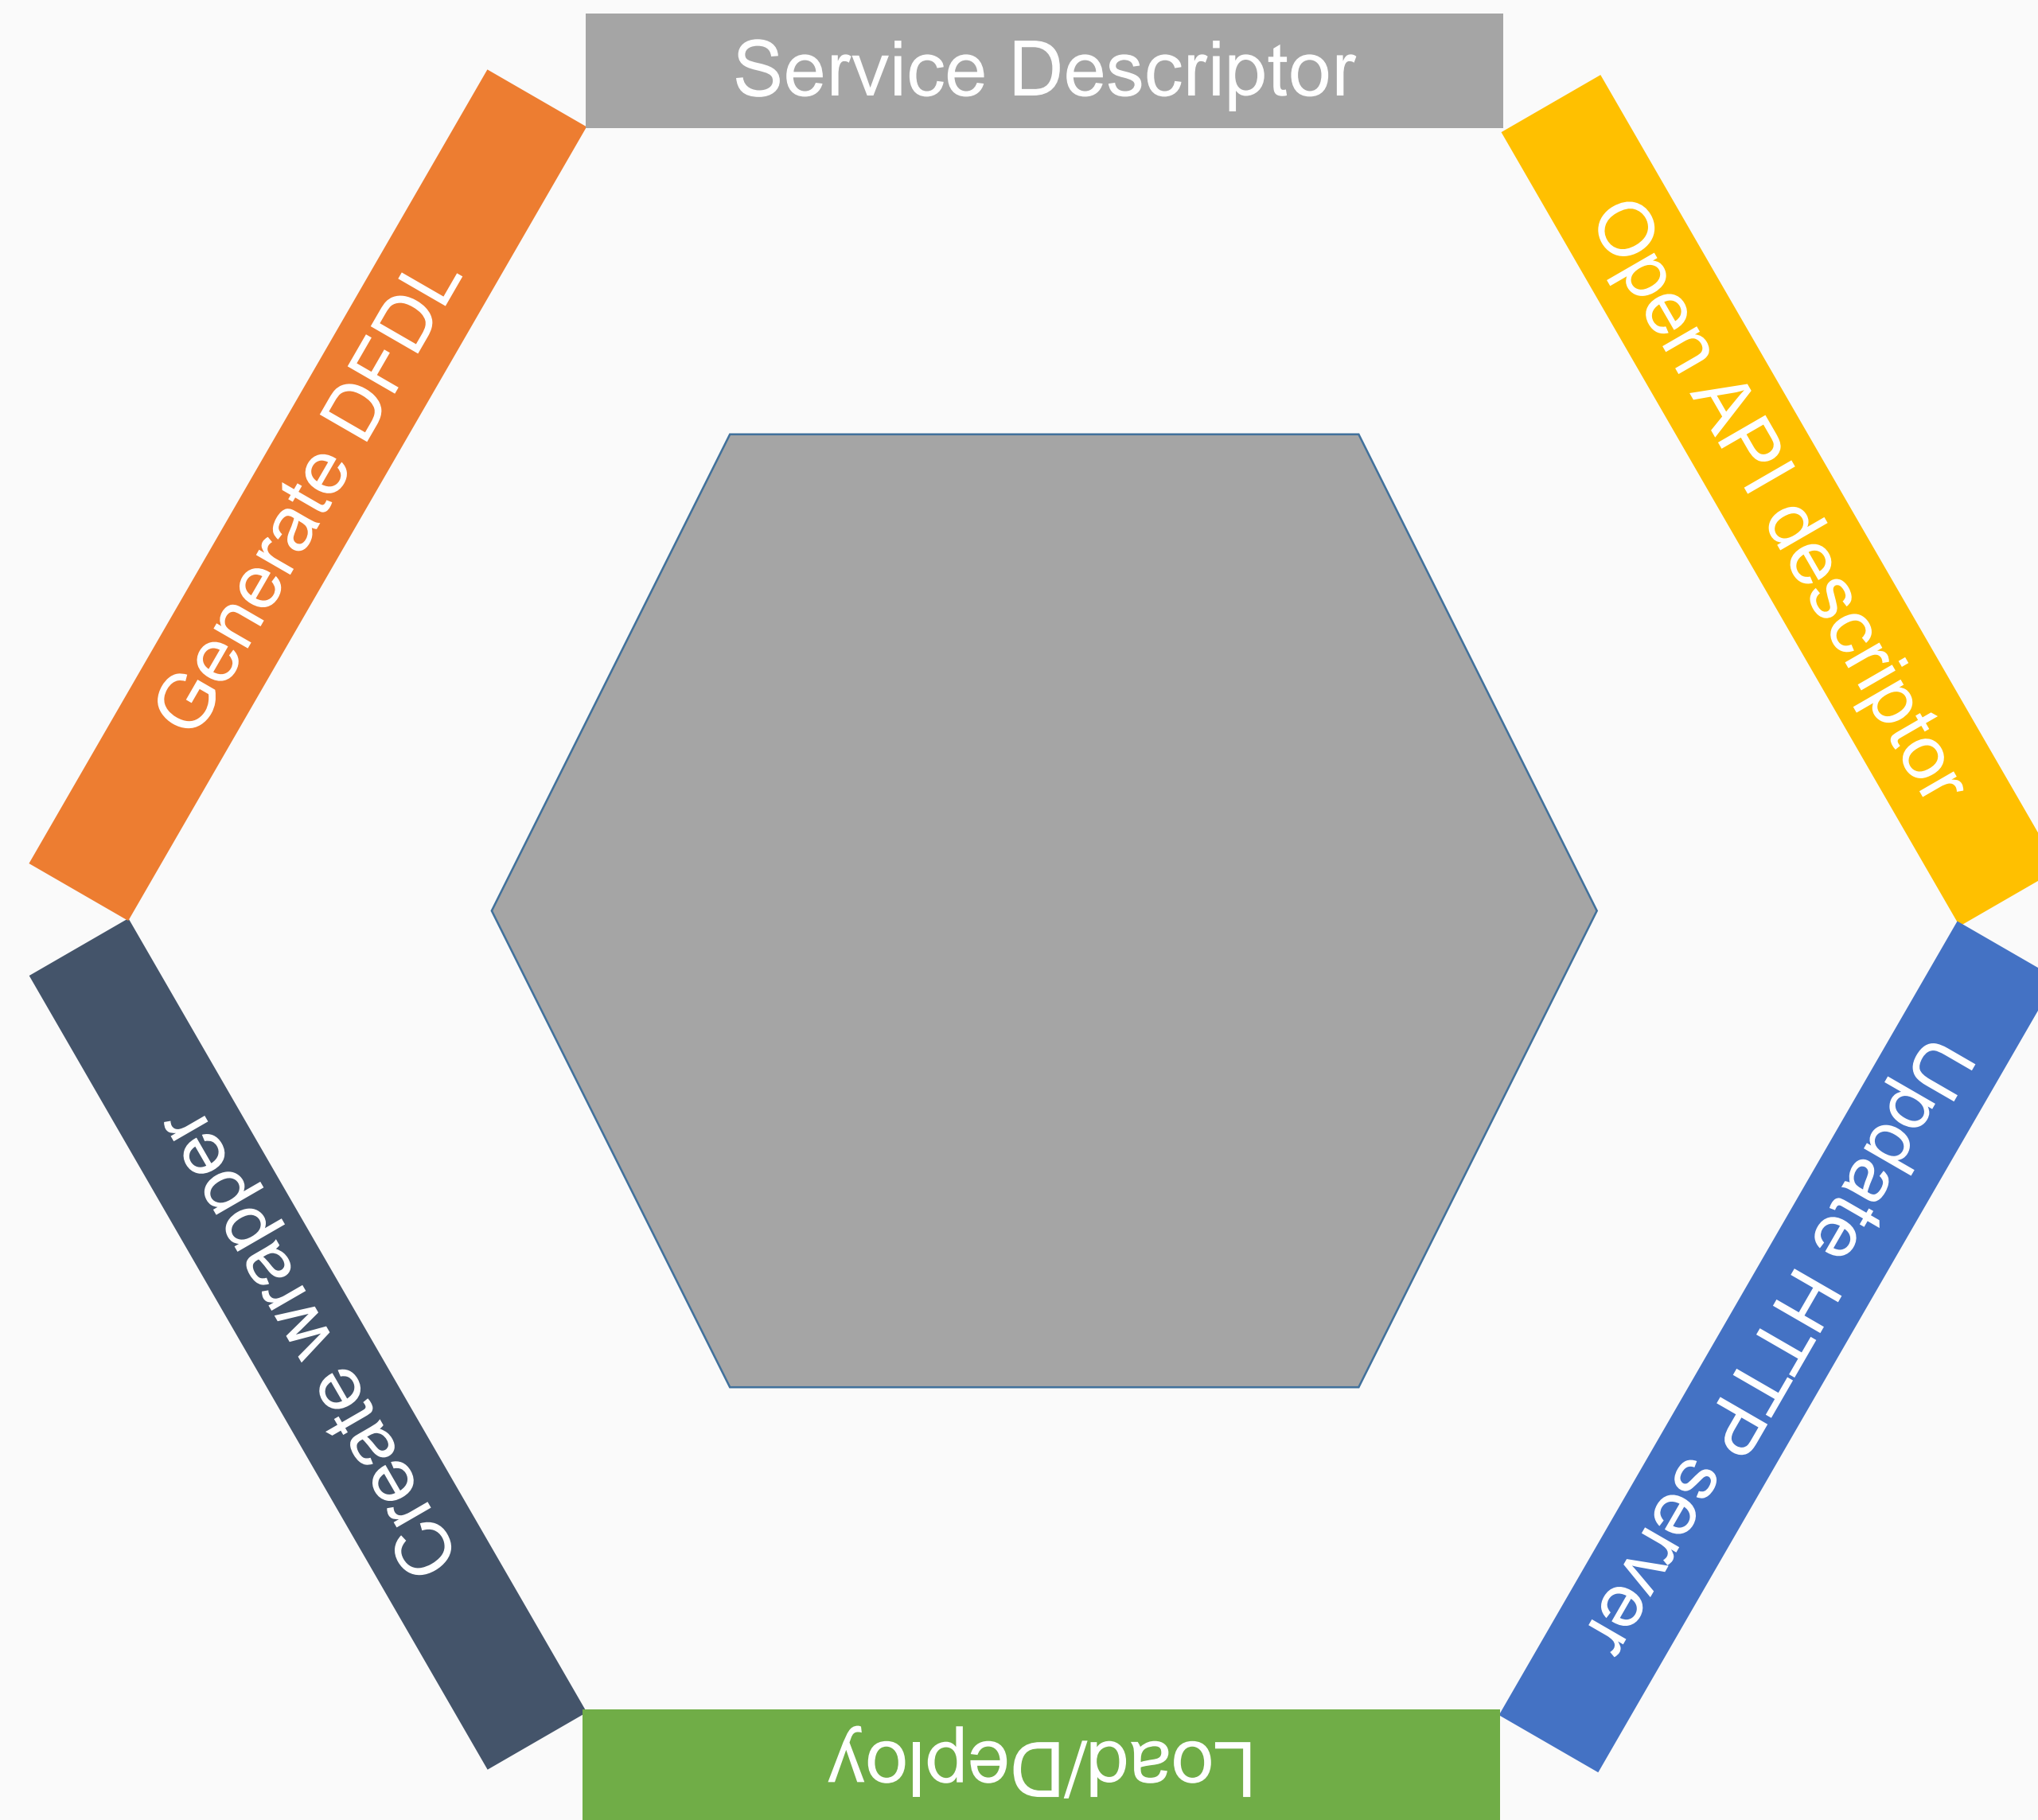 Service Descriptor
Open API descriptor
Update HTTP server
Load/Deploy
Create wrapper
Generate DFDL